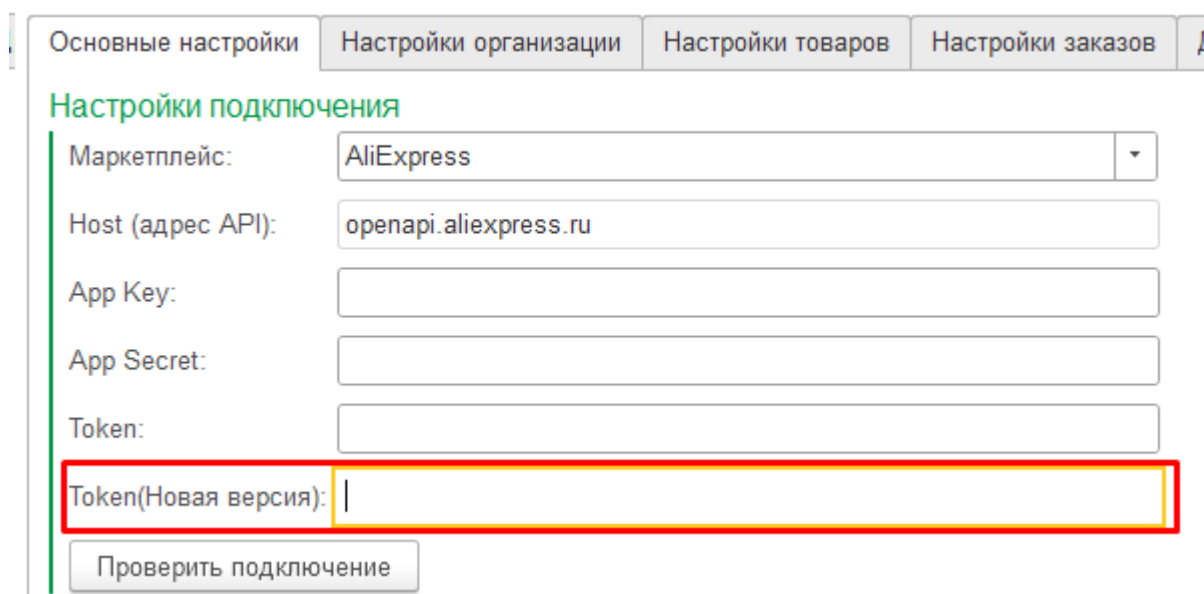 Основные настройки Настройки организации Настройки товаров Настройки заказов
Настройки подключения
Маркетплейс: AliExpress
Host (адрес API): openapi.aliexpress.ru
App Key:
App Secret:
Token:
Token(Новая версия):
Проверить подключение